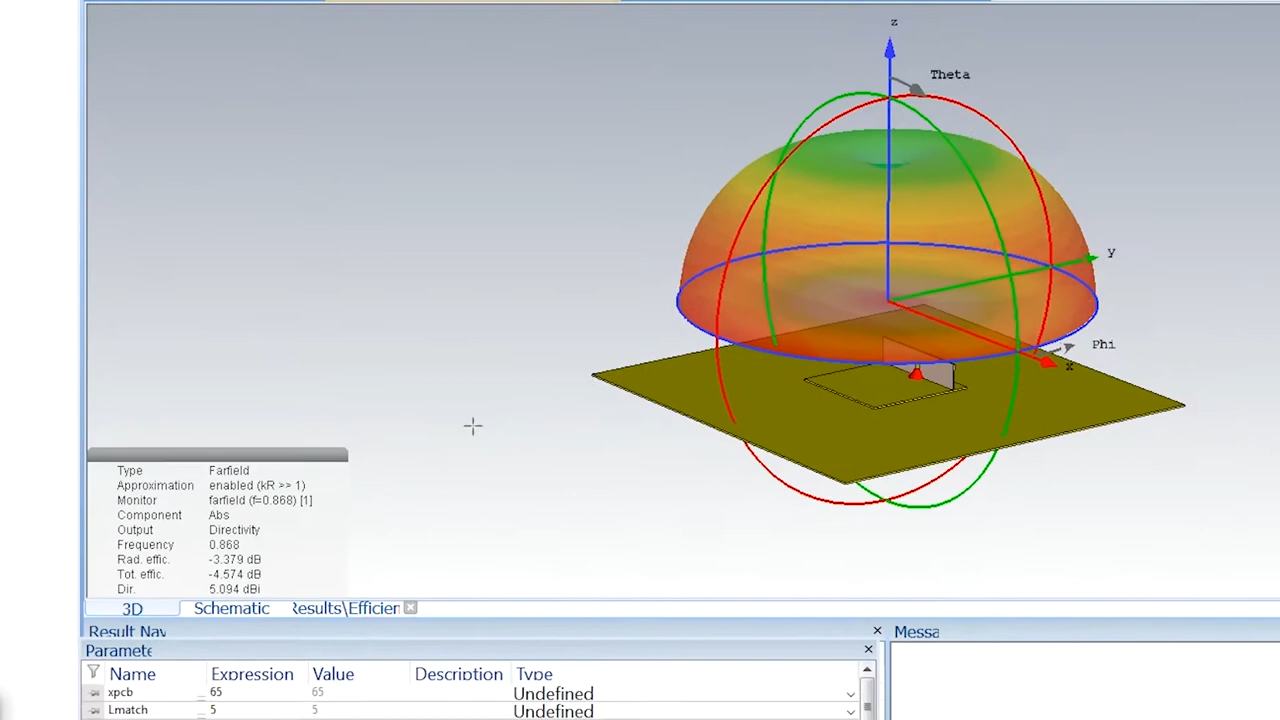 z
Theta
y
Phi
x
Type Farfield
Approximation enabled (kR >> 1)
Monitor farfield (f=0.868) [1]
Component Abs
Output Directivity
Frequency 0.868
Rad. effic. -3.379 dB
Tot. effic. -4.574 dB
Dir. 5.094 dBi
3D Schematic Results\Efficien
Result Nav Messa
Paramete
Name Expression Value Description Type
xpcb 65 65 Undefined
Lmatch 5 5 Undefined